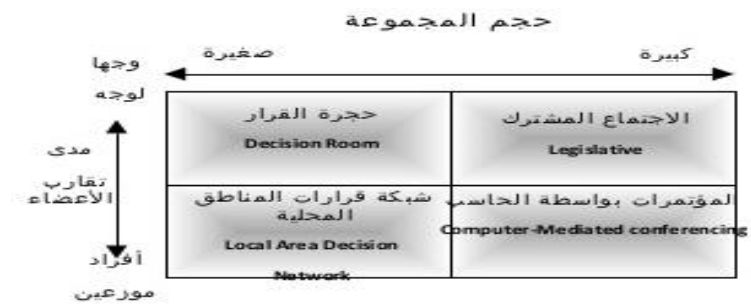 حجم المجموعة
صغيرة
كبيرة
وجها
لوجه
مدى
تقارب
الأعضاء
أفراد
موزعين
حجرة القرار
Decision Room
الاجتماع المشترك
Legislative
شبكة قرارات المناطق
المحلية
Local Area Decision
Network
المؤتمرات بواسطة الحاسب
Computer-Mediated conferencing